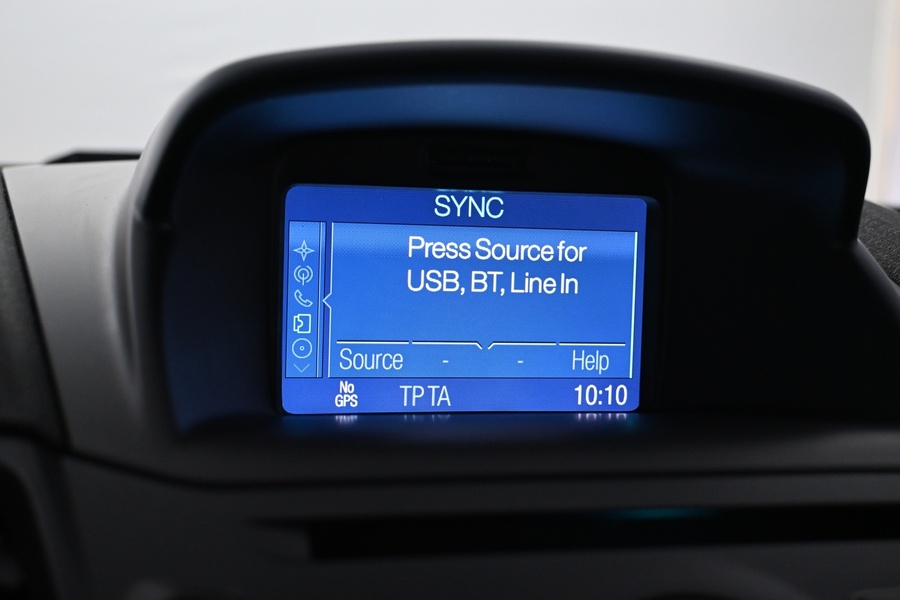 SYNC
Press Source for
USB, BT, Line In
Source - - Help
No
GPS
TP TA 10:10